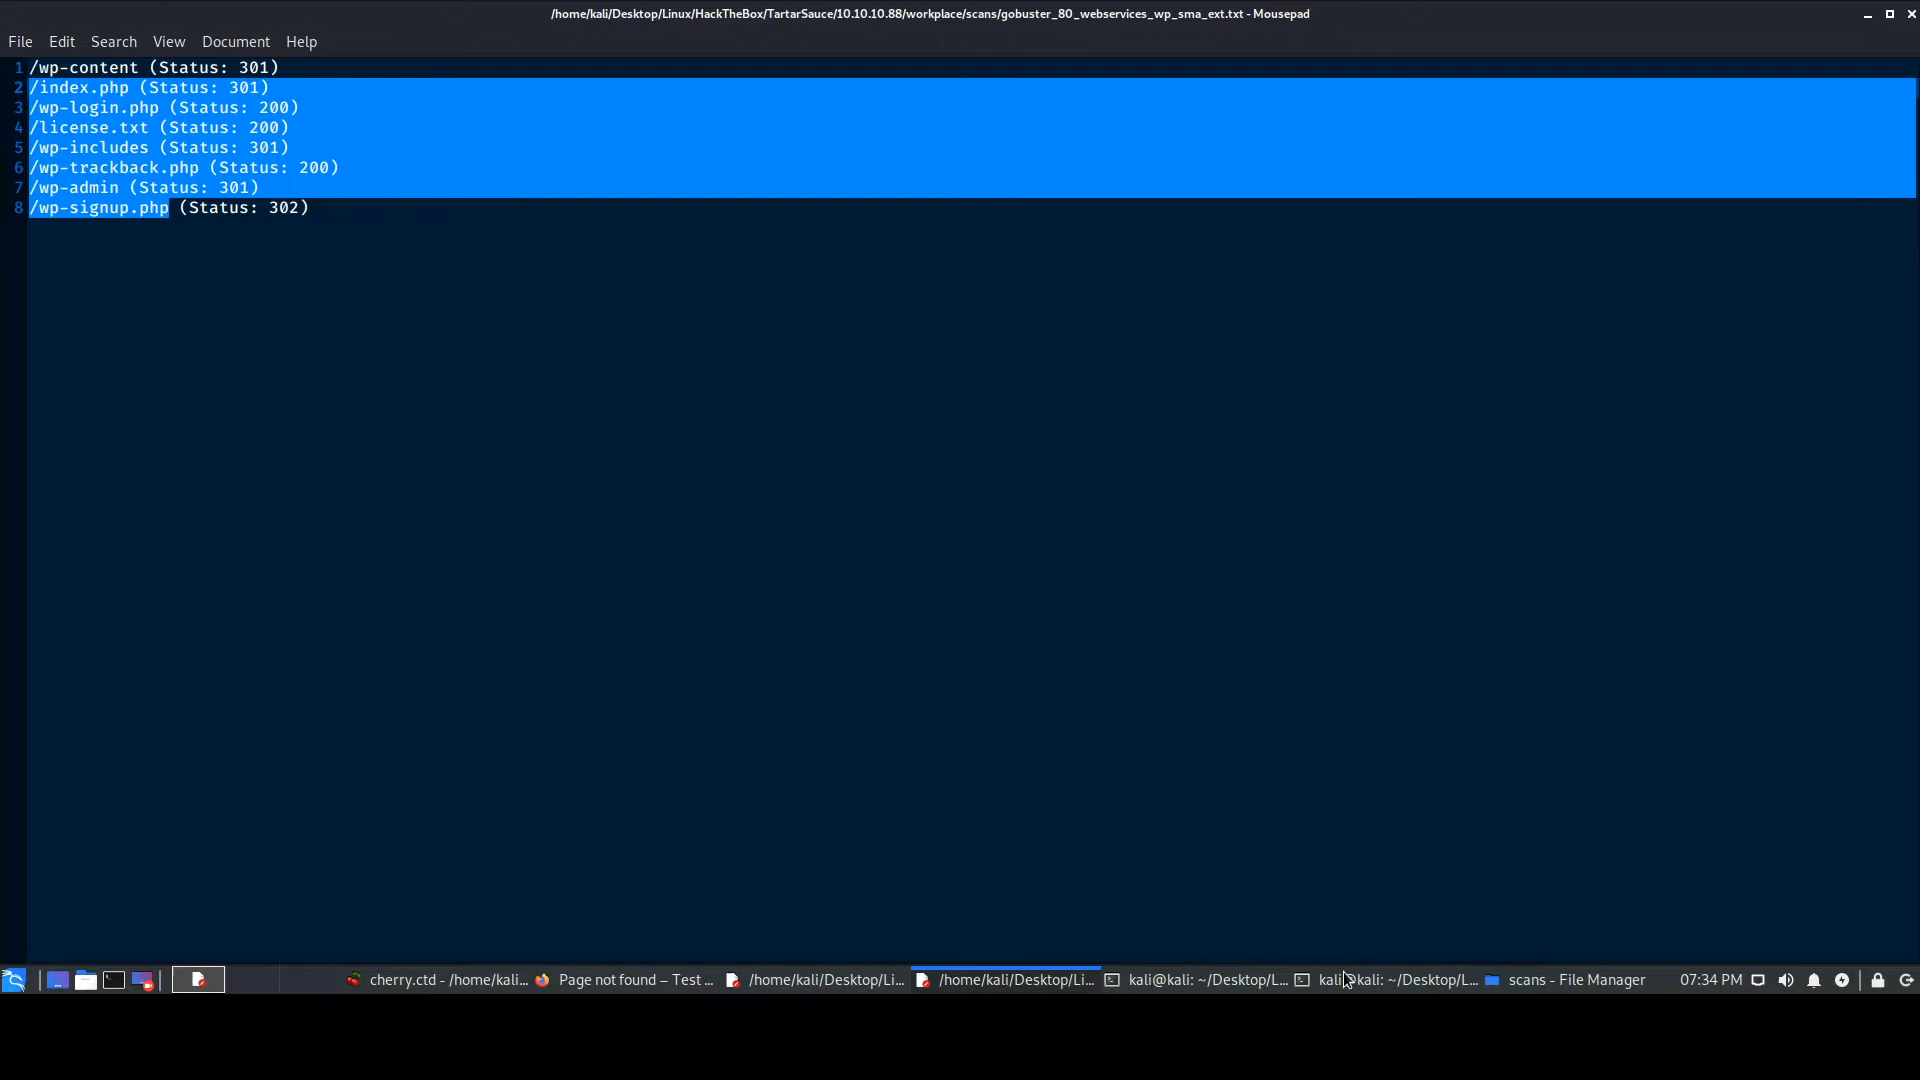 /home/kali/Desktop/Linux/HackTheBox/TartarSauce/10.10.10.88/workplace/scans/gobuster_80_webservices_wp_sma_ext.txt - Mousepad
File Edit Search View Document Help
1 /wp-content (Status: 301)
2 /index.php (Status: 301)
3 /wp-login.php (Status: 200)
4 /license.txt (Status: 200)
5 /wp-includes (Status: 301)
6 /wp-trackback.php (Status: 200)
7 /wp-admin (Status: 301)
8 /wp-signup.php (Status: 302)
cherry.ctd - /home/kali... Page not found – Test ... /home/kali/Desktop/Li... /home/kali/Desktop/Li... kali@kali: ~/Desktop/L... kali@kali: ~/Desktop/L... scans - File Manager 07:34 PM